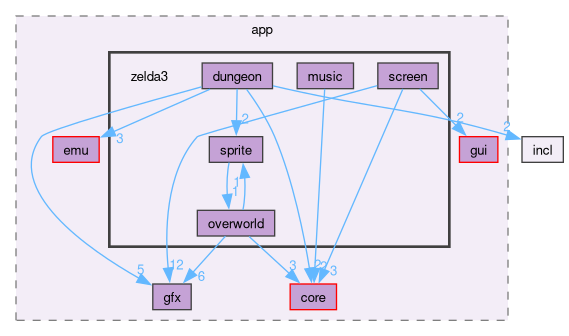 app
zelda3
dungeon
music
screen
2
2
2
emu
3
sprite
gui
incl
1
1
overworld
5
12
6
3
2
3
gfx
core